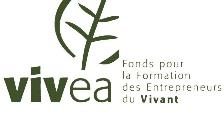 vivea
Fonds pour
la Formation
des Entrepreneurs
du Vivant